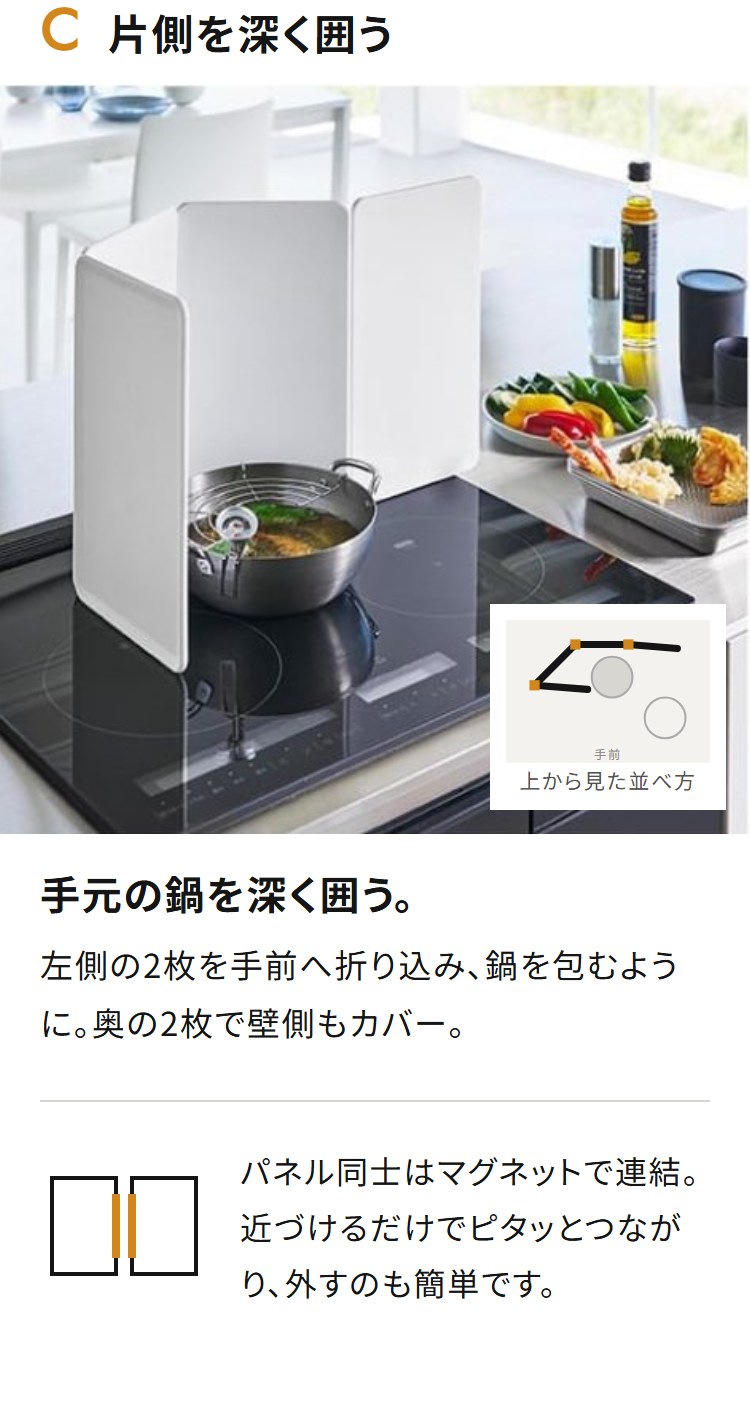 C 片側を深く囲う
手前
上から見た並べ方
手元の鍋を深く囲う。
左側の2枚を手前へ折り込み、鍋を包むよう
に。奥の2枚で壁側もカバー。
パネル同士はマグネットで連結。
近づけるだけでピタッとつなが
り、外すのも簡単です。